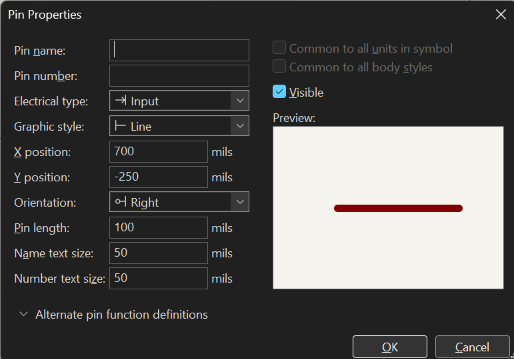 Pin Properties
Pin name:
Pin number:
Electrical type: Input
Graphic style: Line
X position: 700 mils
Y position: -250 mils
Orientation: Right
Pin length: 100 mils
Name text size: 50 mils
Number text size: 50 mils
Common to all units in symbol
Common to all body styles
Visible
Preview:
Alternate pin function definitions
OK Cancel